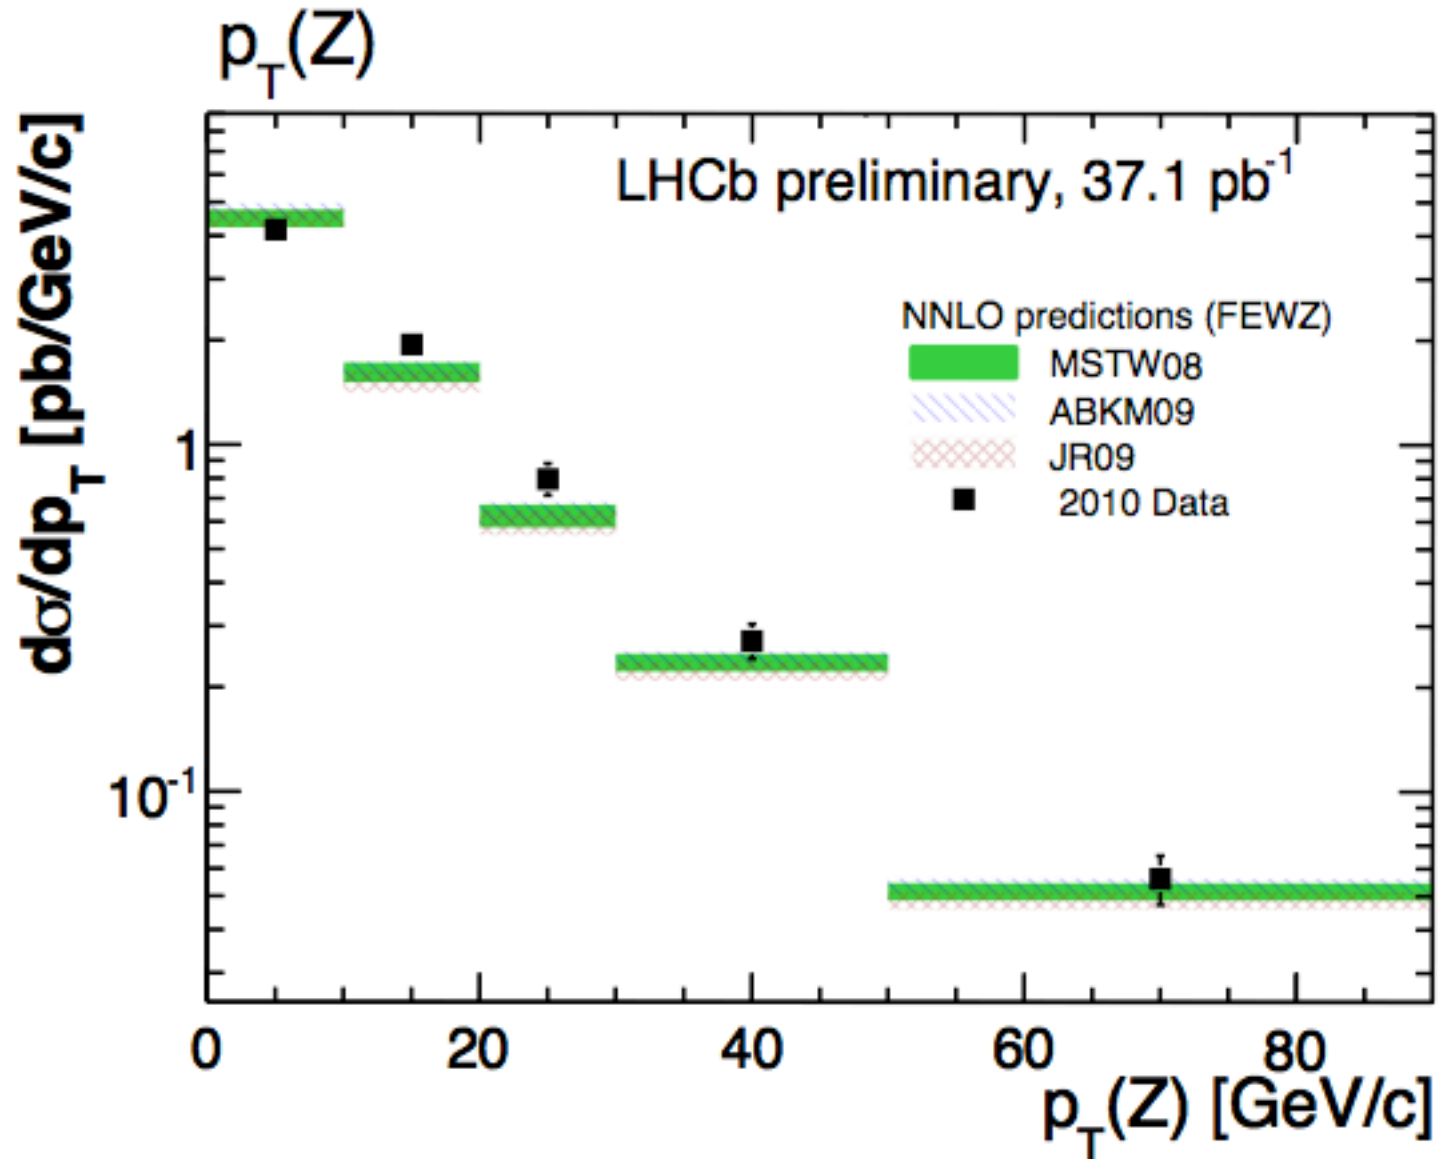 p_T(Z)
dσ/dp_T [pb/GeV/c]
LHCb preliminary, 37.1 pb^-1
NNLO predictions (FEWZ)
MSTW08
ABKM09
JR09
2010 Data
1
10^-1
0 20 40 60 80
p_T(Z) [GeV/c]